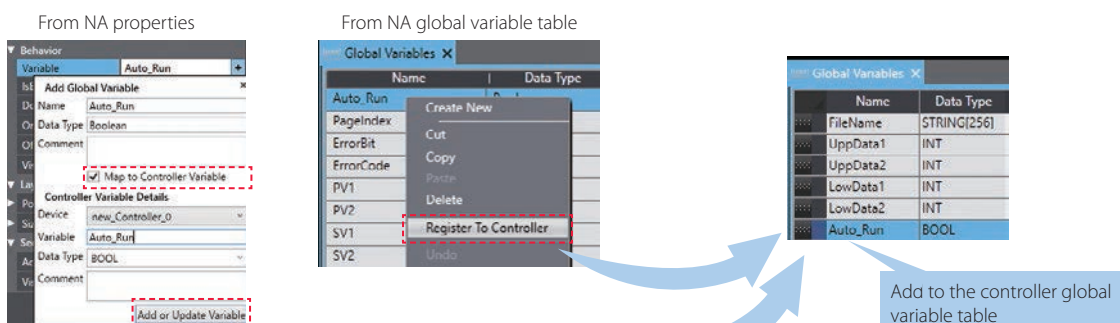 From NA properties
Behavior
Variable Auto_Run +
Add Global Variable ×
Name Auto_Run
Data Type Boolean
Comment
Map to Controller Variable
Controller Variable Details
Device new_Controller_0
Variable Auto_Run
Data Type BOOL
Comment
Add or Update Variable
From NA global variable table
Global Variables X
Name Data Type
Auto_Run
PageIndex
ErrorBit
ErrorCode
PV1
PV2
SV1
SV2
Create New
Cut
Copy
Paste
Delete
Register To Controller
Undo
Global Variables X
Name Data Type
FileName STRING[256]
UppData1 INT
UppData2 INT
LowData1 INT
LowData2 INT
Auto_Run BOOL
Add to the controller global
variable table